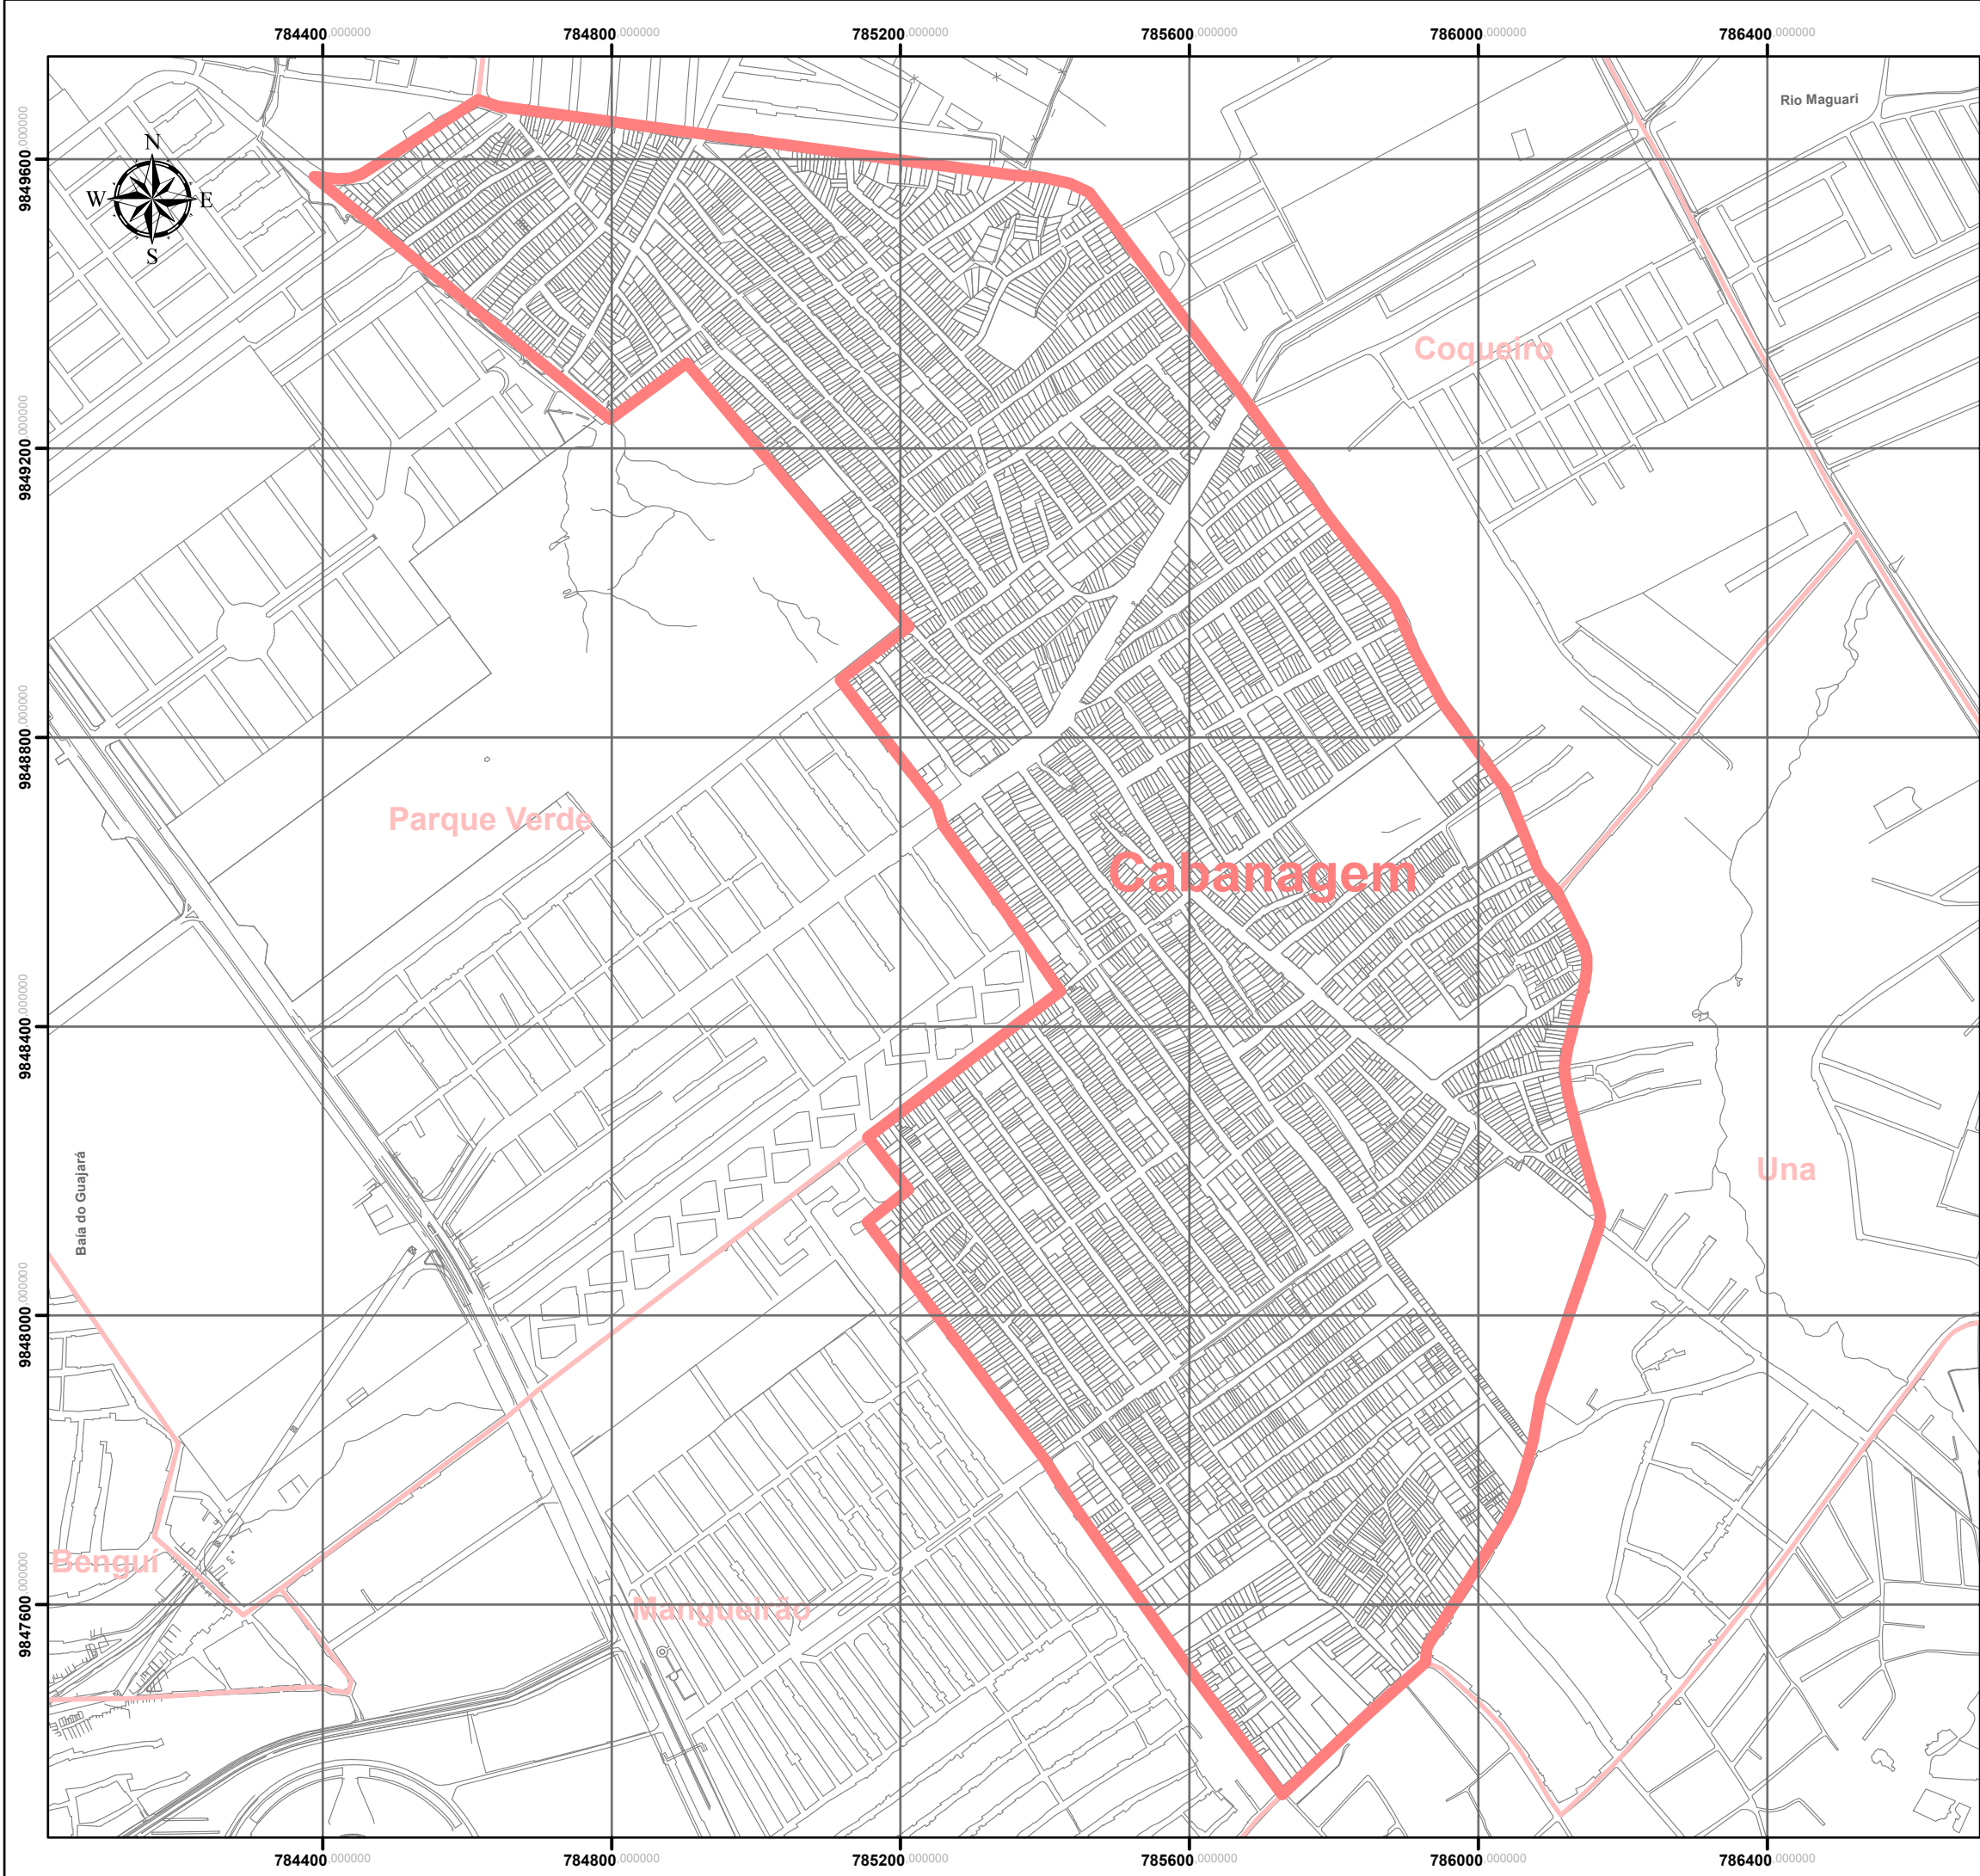 784400.000000 784800.000000 785200.000000 785600.000000 786000.000000 786400.000000
Rio Maguari
9849600.000000
N
W E
S
Coqueiro
9849200.000000
9848800.000000
Parque Verde
Cabanagem
9848400.000000
Baia do Guajará
Una
9848000.000000
Benguí
Mangueirão
9847600.000000
784400.000000 784800.000000 785200.000000 785600.000000 786000.000000 786400.000000